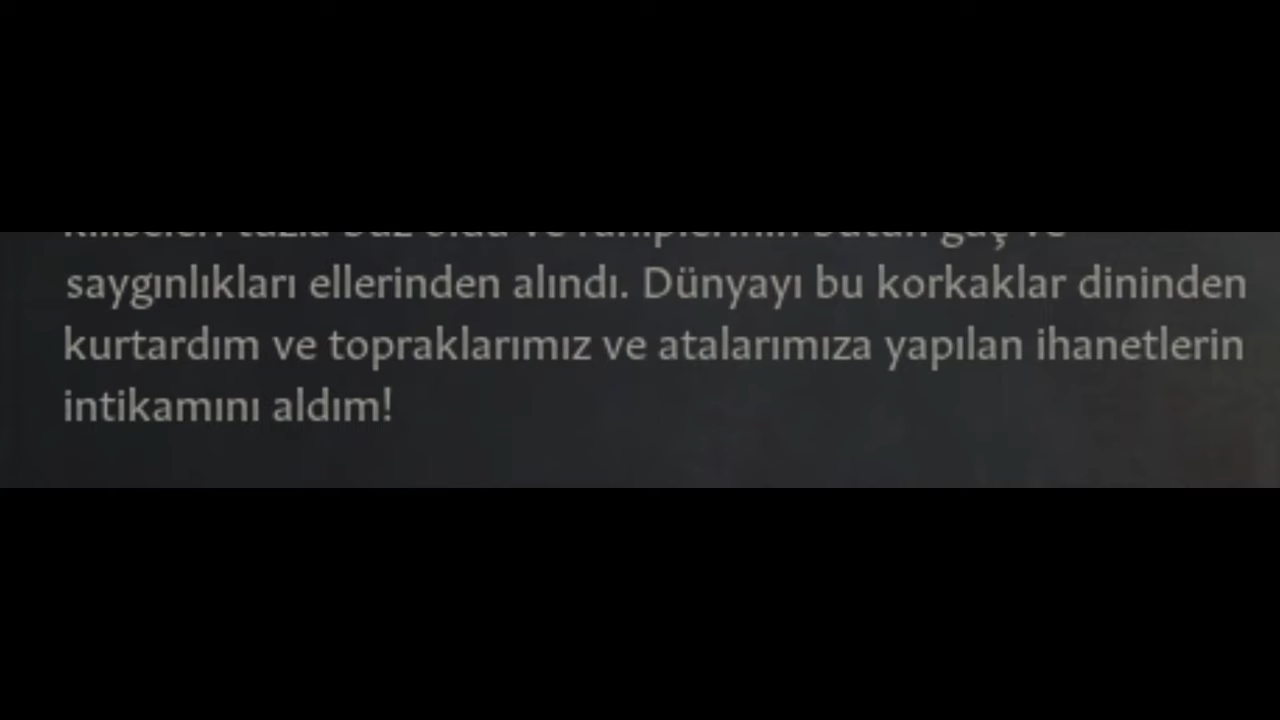 saygınlıkları ellerinden alındı. Dünyayı bu korkaklar dininden
kurtardım ve topraklarımız ve atalarımıza yapılan ihanetlerin
intikamını aldım!